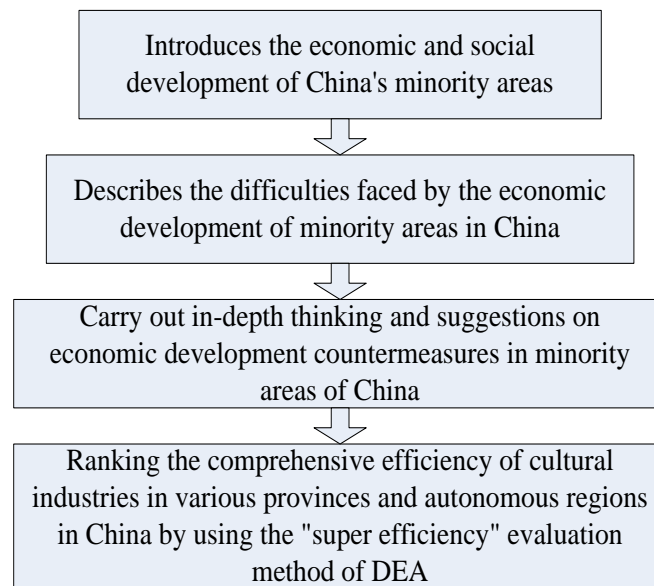 Introduces the economic and social
development of China's minority areas
Describes the difficulties faced by the economic
development of minority areas in China
Carry out in-depth thinking and suggestions on
economic development countermeasures in minority
areas of China
Ranking the comprehensive efficiency of cultural
industries in various provinces and autonomous regions
in China by using the "super efficiency" evaluation
method of DEA